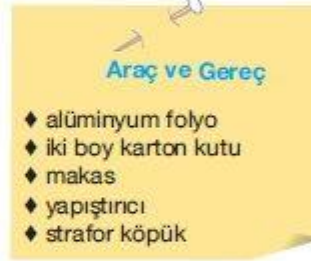 Araç ve Gereç
♦ alüminyum folyo
♦ iki boy karton kutu
♦ makas
♦ yapıştırıcı
♦ strafor köpük